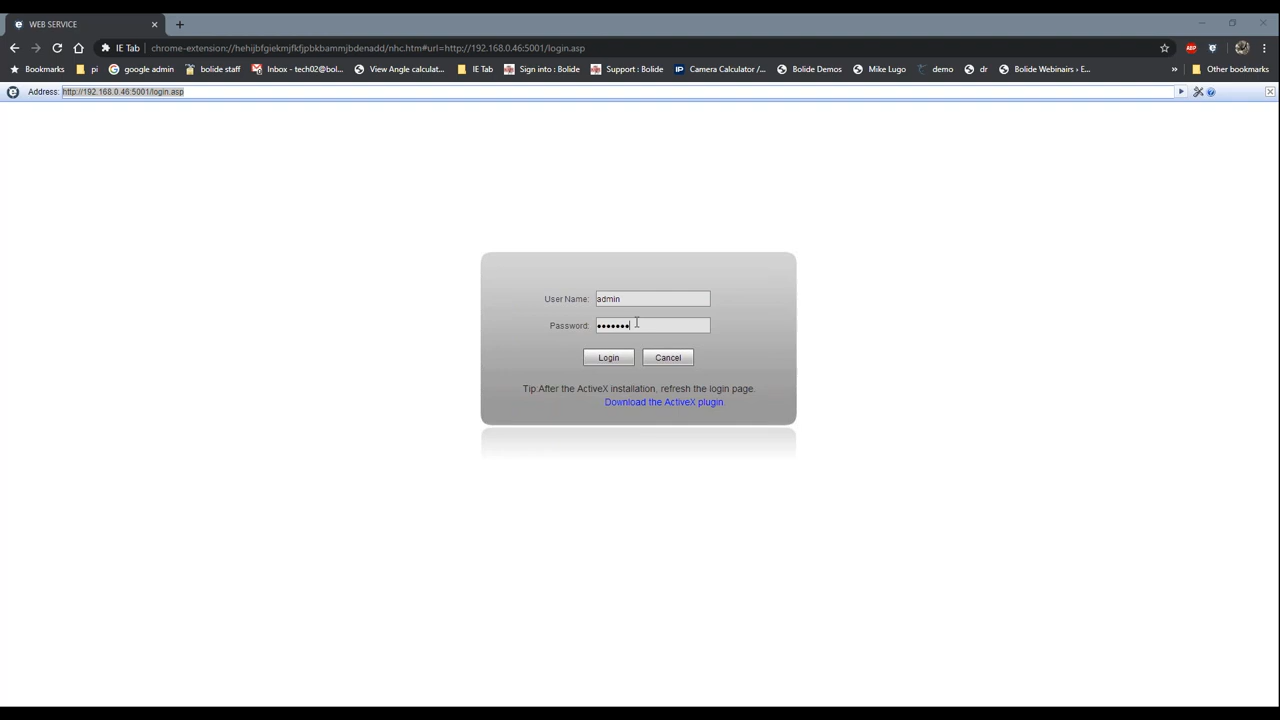 WEB SERVICE
IE Tab
chrome-extension://hehijbfgiekmjfkfjpbkbammjbdenadd/nhc.htm#url=http://192.168.0.46:5001/login.asp
ABP
Bookmarks pi google admin bolide staff Inbox - tech02@bol... View Angle calculat... IE Tab Sign into : Bolide Support : Bolide IP Camera Calculator /... Bolide Demos Mike Lugo demo dr Bolide Webinairs › E... » Other bookmarks
Address: http://192.168.0.46:5001/login.asp
User Name: admin
Password: •••••••
Login Cancel
Tip:After the ActiveX installation, refresh the login page.
Download the ActiveX plugin.